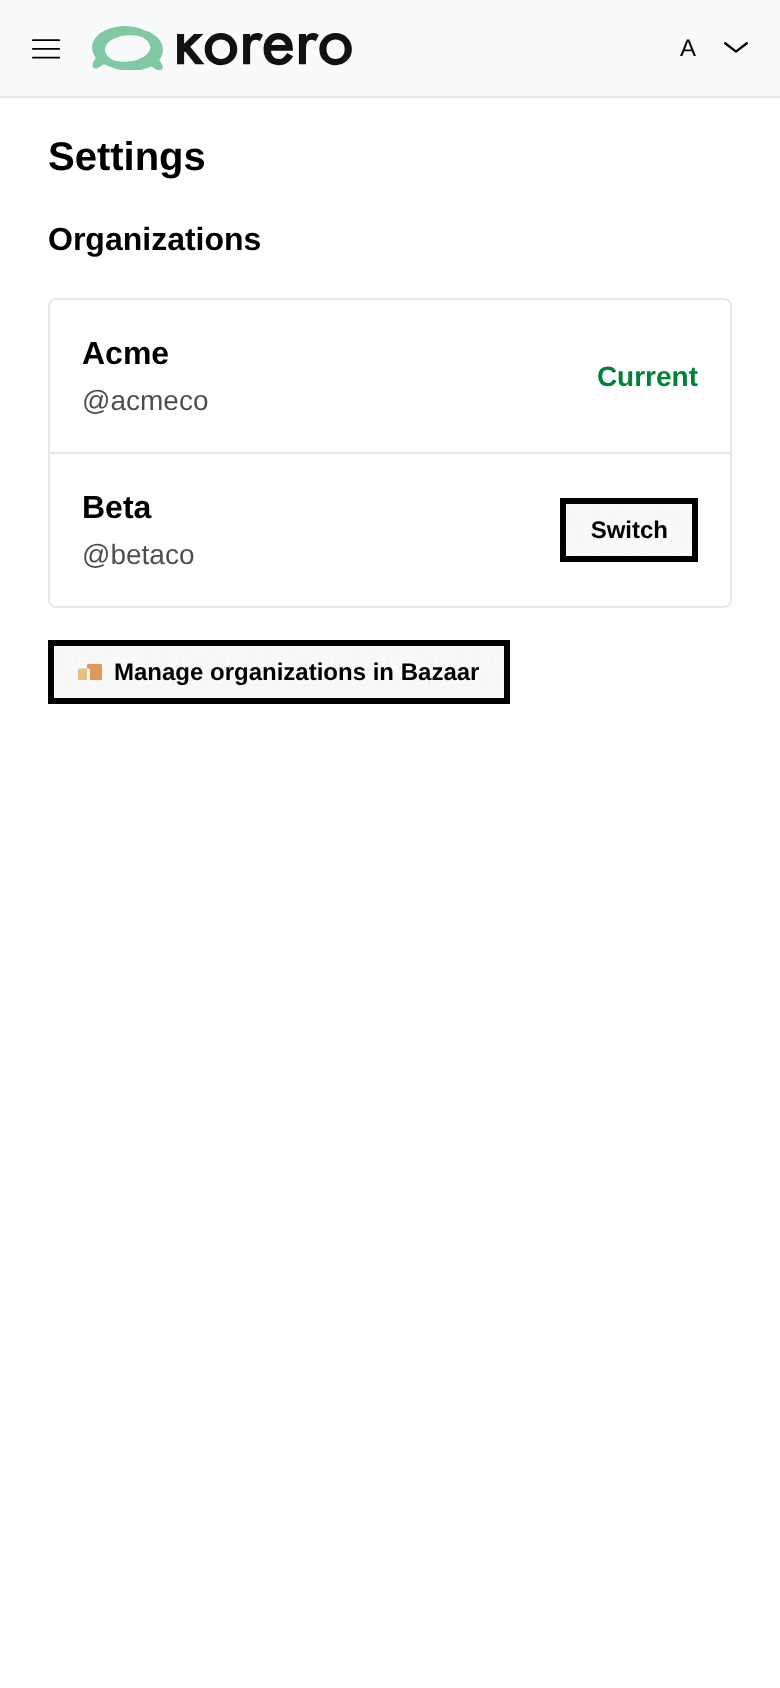 korero
A
Settings
Organizations
Acme
@acmeco
Current
Beta
@betaco
Switch
Manage organizations in Bazaar